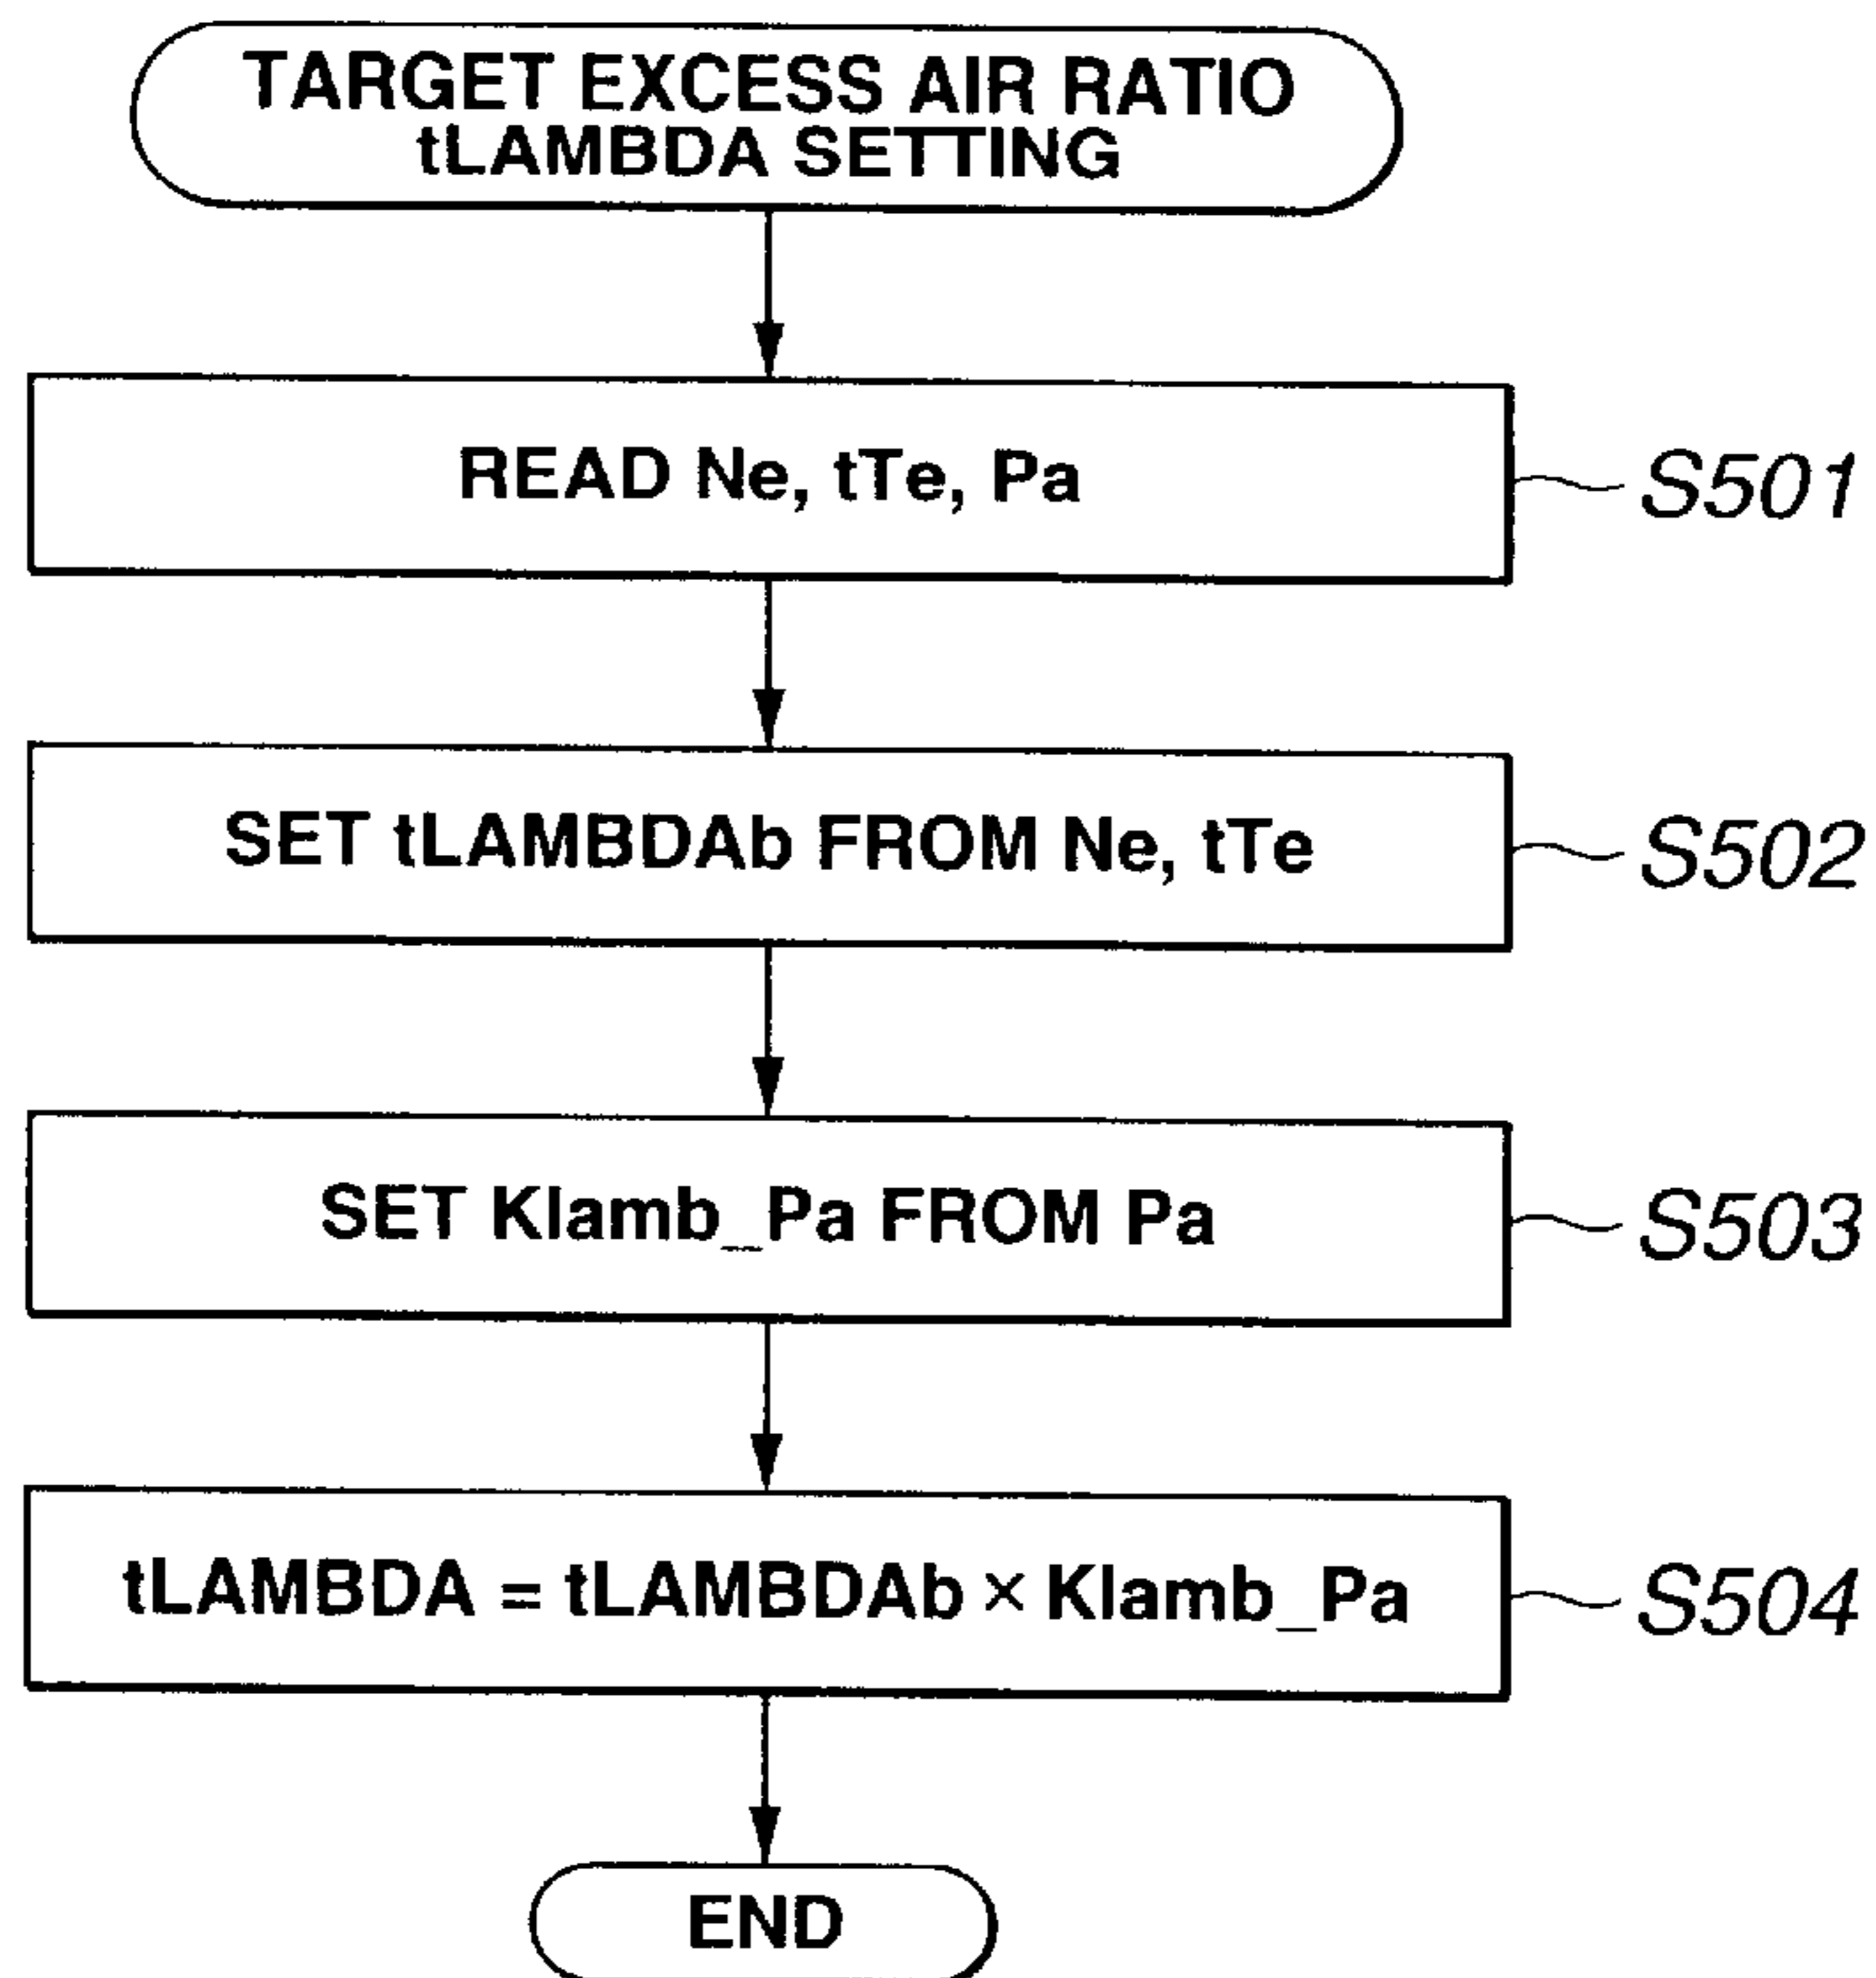 TARGET EXCESS AIR RATIO
tLAMBDA SETTING
READ Ne, tTe, Pa
S501
SET tLAMBDAb FROM Ne, tTe
S502
SET Klamb_Pa FROM Pa
S503
tLAMBDA = tLAMBDAb × Klamb_Pa
S504
END